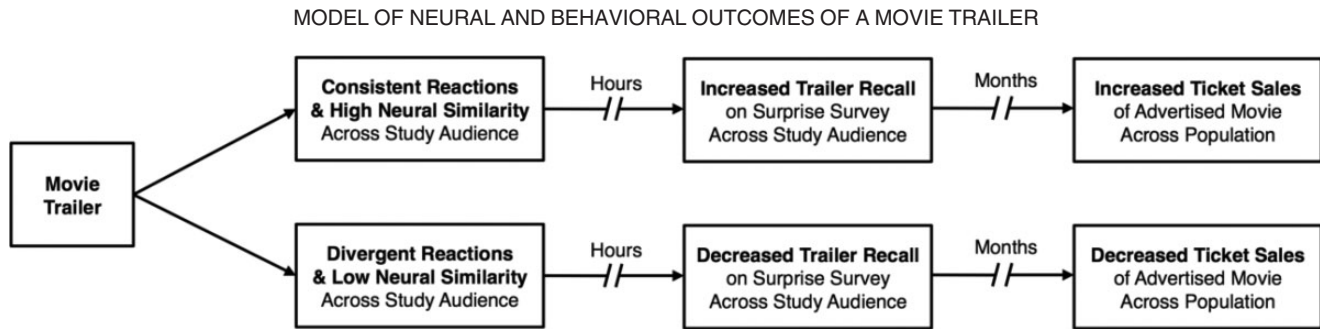 MODEL OF NEURAL AND BEHAVIORAL OUTCOMES OF A MOVIE TRAILER
Movie
Trailer
Consistent Reactions
& High Neural Similarity
Across Study Audience
Hours
Increased Trailer Recall
on Surprise Survey
Across Study Audience
Months
Increased Ticket Sales
of Advertised Movie
Across Population
Divergent Reactions
& Low Neural Similarity
Across Study Audience
Hours
Decreased Trailer Recall
on Surprise Survey
Across Study Audience
Months
Decreased Ticket Sales
of Advertised Movie
Across Population